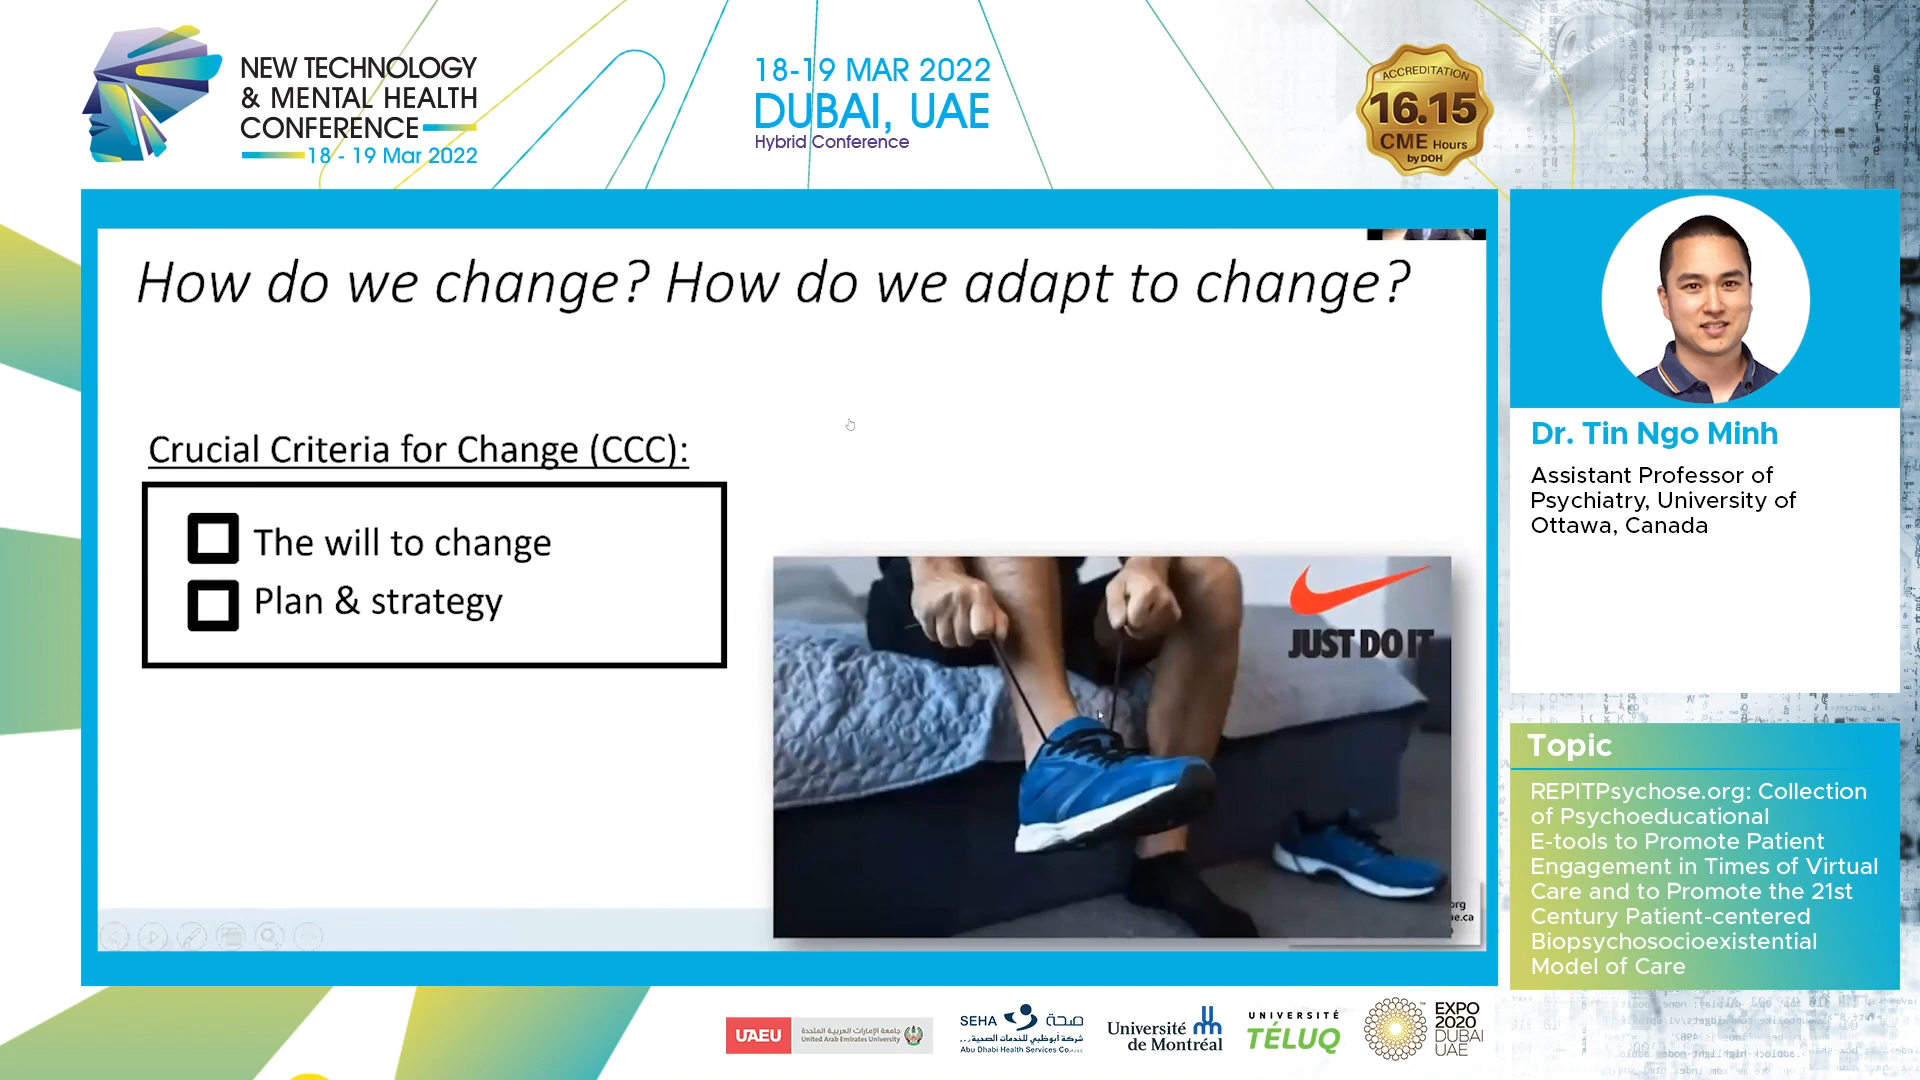 NEW TECHNOLOGY
& MENTAL HEALTH
CONFERENCE
18 - 19 Mar 2022
18-19 MAR 2022
DUBAI, UAE
Hybrid Conference
ACCREDITATION
16.15
CME Hours
by DOH
How do we change? How do we adapt to change?
Crucial Criteria for Change (CCC):
The will to change
Plan & strategy
JUST DO IT
org
ne.ca
Dr. Tin Ngo Minh
Assistant Professor of
Psychiatry, University of
Ottawa, Canada
Topic
REPITPsychose.org: Collection
of Psychoeducational
E-tools to Promote Patient
Engagement in Times of Virtual
Care and to Promote the 21st
Century Patient-centered
Biopsychosocioexistential
Model of Care
UAEU
جامعة الإمارات العربية المتحدة
United Arab Emirates University
SEHA صحة
شركة أبوظبي للخدمات الصحية
Abu Dhabi Health Services Co.
Université
de Montréal
UNIVERSITÉ
TÉLUQ
EXPO
2020
DUBAI
UAE